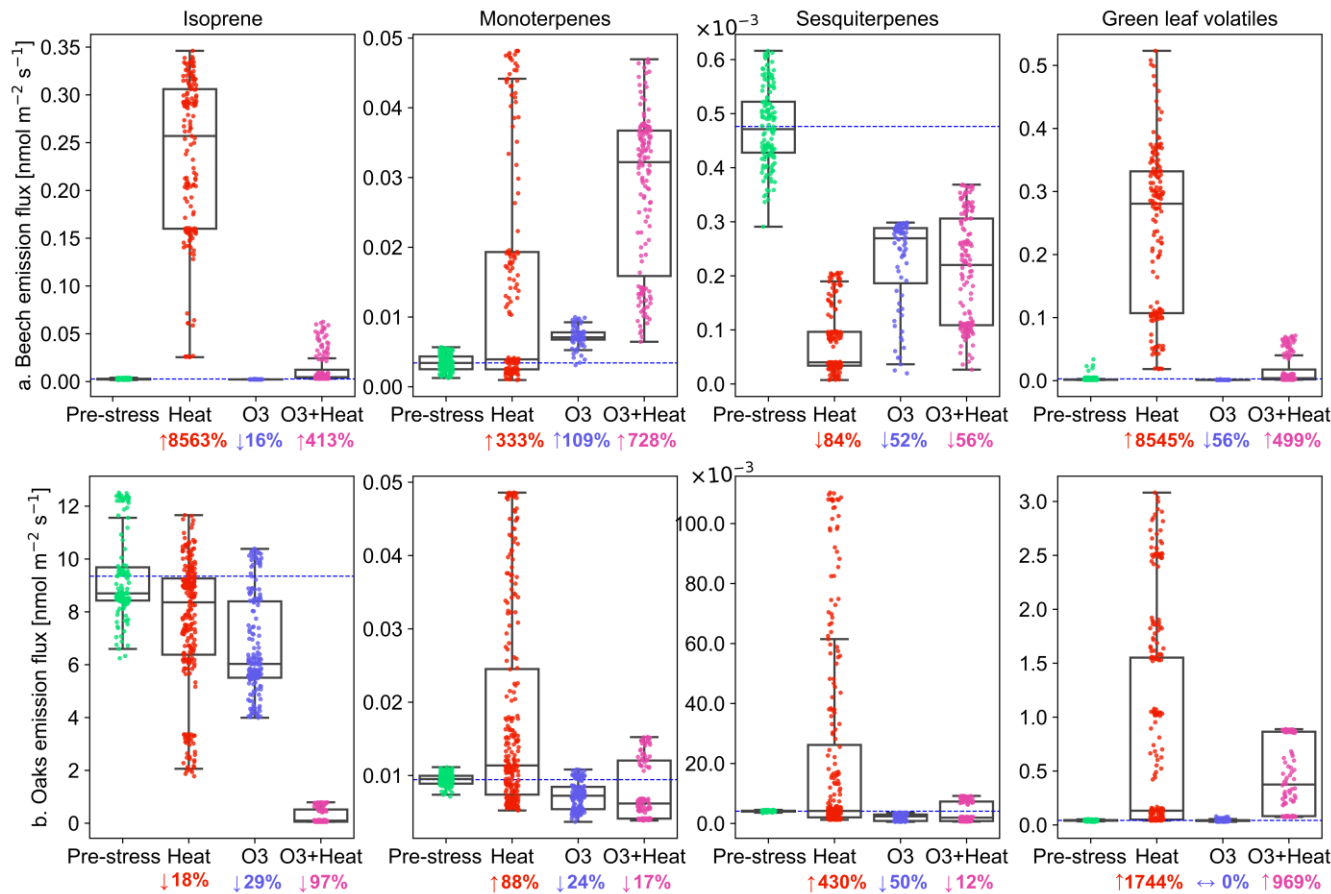 Isoprene
Monoterpenes
Sesquiterpenes
Green leaf volatiles
a. Beech emission flux [nmol m⁻² s⁻¹]
0.35
0.30
0.25
0.20
0.15
0.10
0.05
0.00
Pre-stress Heat O3 O3+Heat
↑8563% ↓16% ↑413%
0.05
0.04
0.03
0.02
0.01
0.00
Pre-stress Heat O3 O3+Heat
↑333% ↑109% ↑728%
×10⁻³
0.6
0.5
0.4
0.3
0.2
0.1
0.0
Pre-stress Heat O3 O3+Heat
↓84% ↓52% ↓56%
0.5
0.4
0.3
0.2
0.1
0.0
Pre-stress Heat O3 O3+Heat
↑8545% ↓56% ↑499%
b. Oaks emission flux [nmol m⁻² s⁻¹]
12
10
8
6
4
2
0
Pre-stress Heat O3 O3+Heat
↓18% ↓29% ↓97%
0.05
0.04
0.03
0.02
0.01
Pre-stress Heat O3 O3+Heat
↑88% ↓24% ↓17%
×10⁻³
100.0
80.0
60.0
40.0
20.0
0.0
Pre-stress Heat O3 O3+Heat
↑430% ↓50% ↓12%
3.0
2.5
2.0
1.5
1.0
0.5
0.0
Pre-stress Heat O3 O3+Heat
↑1744% ↔ 0% ↑969%